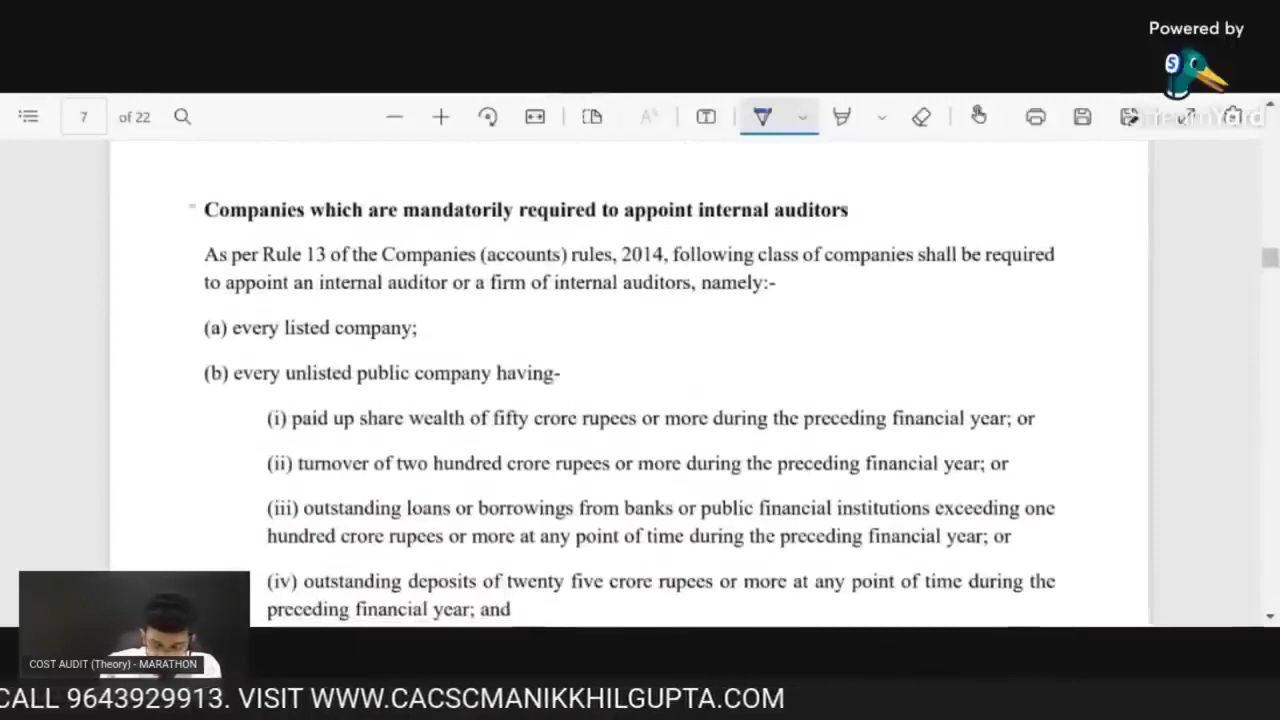 Powered by
7 of 22
Companies which are mandatorily required to appoint internal auditors
As per Rule 13 of the Companies (accounts) rules, 2014, following class of companies shall be required
to appoint an internal auditor or a firm of internal auditors, namely:-
(a) every listed company;
(b) every unlisted public company having-
(i) paid up share wealth of fifty crore rupees or more during the preceding financial year; or
(ii) turnover of two hundred crore rupees or more during the preceding financial year; or
(iii) outstanding loans or borrowings from banks or public financial institutions exceeding one
hundred crore rupees or more at any point of time during the preceding financial year; or
(iv) outstanding deposits of twenty five crore rupees or more at any point of time during the
preceding financial year; and
COST AUDIT (Theory) - MARATHON
CALL 9643929913. VISIT WWW.CACSCMANIKKHILGUPTA.COM